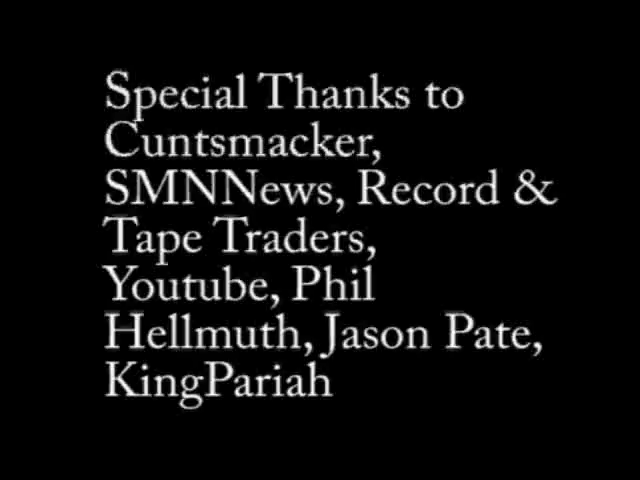 Special Thanks to
Cuntsmacker,
SMNNews, Record &
Tape Traders,
Youtube, Phil
Hellmuth, Jason Pate,
KingPariah